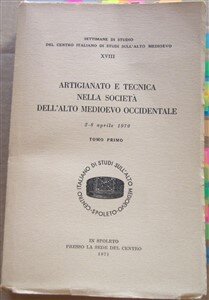 SETTIMANE DI STUDIO
DEL CENTRO ITALIANO DI STUDI SULL'ALTO MEDIOEVO
XVIII
ARTIGIANATO E TECNICA
NELLA SOCIETÀ
DELL'ALTO MEDIOEVO OCCIDENTALE
2-8 aprile 1970
TOMO PRIMO
CENTRO ITALIANO DI STUDI SULL'ALTO MEDIOEVO
SPOLETO
IN SPOLETO
PRESSO LA SEDE DEL CENTRO
1971